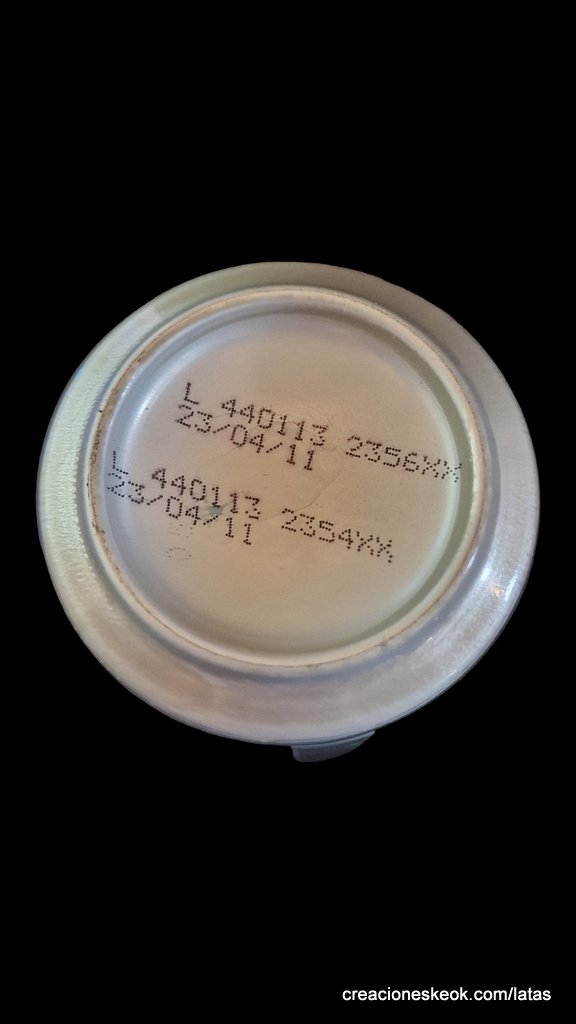 L 440113 2356XX
23/04/11
L 440113 2354XX
23/04/11
creacioneskeok.com/latas